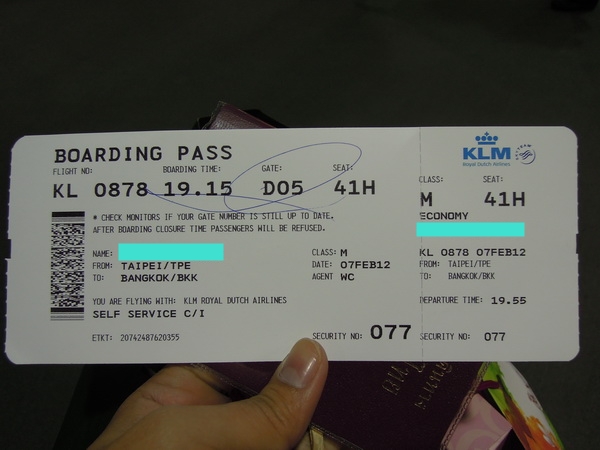 BOARDING PASS
FLIGHT NO: BOARDING TIME: GATE: SEAT:
KL 0878 19.15 D05 41H
* CHECK MONITORS IF YOUR GATE NUMBER IS STILL UP TO DATE.
AFTER BOARDING CLOSURE TIME PASSENGERS WILL BE REFUSED.
NAME:
FROM: TAIPEI/TPE
TO: BANGKOK/BKK
CLASS: M
DATE: 07FEB12
AGENT WC
YOU ARE FLYING WITH: KLM ROYAL DUTCH AIRLINES
SELF SERVICE C/I
ETKT: 20742487620355
SECURITY NO: 077
KLM
Royal Dutch Airlines
CLASS: SEAT:
M 41H
ECONOMY
KL 0878 07FEB12
FROM: TAIPEI/TPE
TO: BANGKOK/BKK
DEPARTURE TIME: 19.55
SECURITY NO: 077